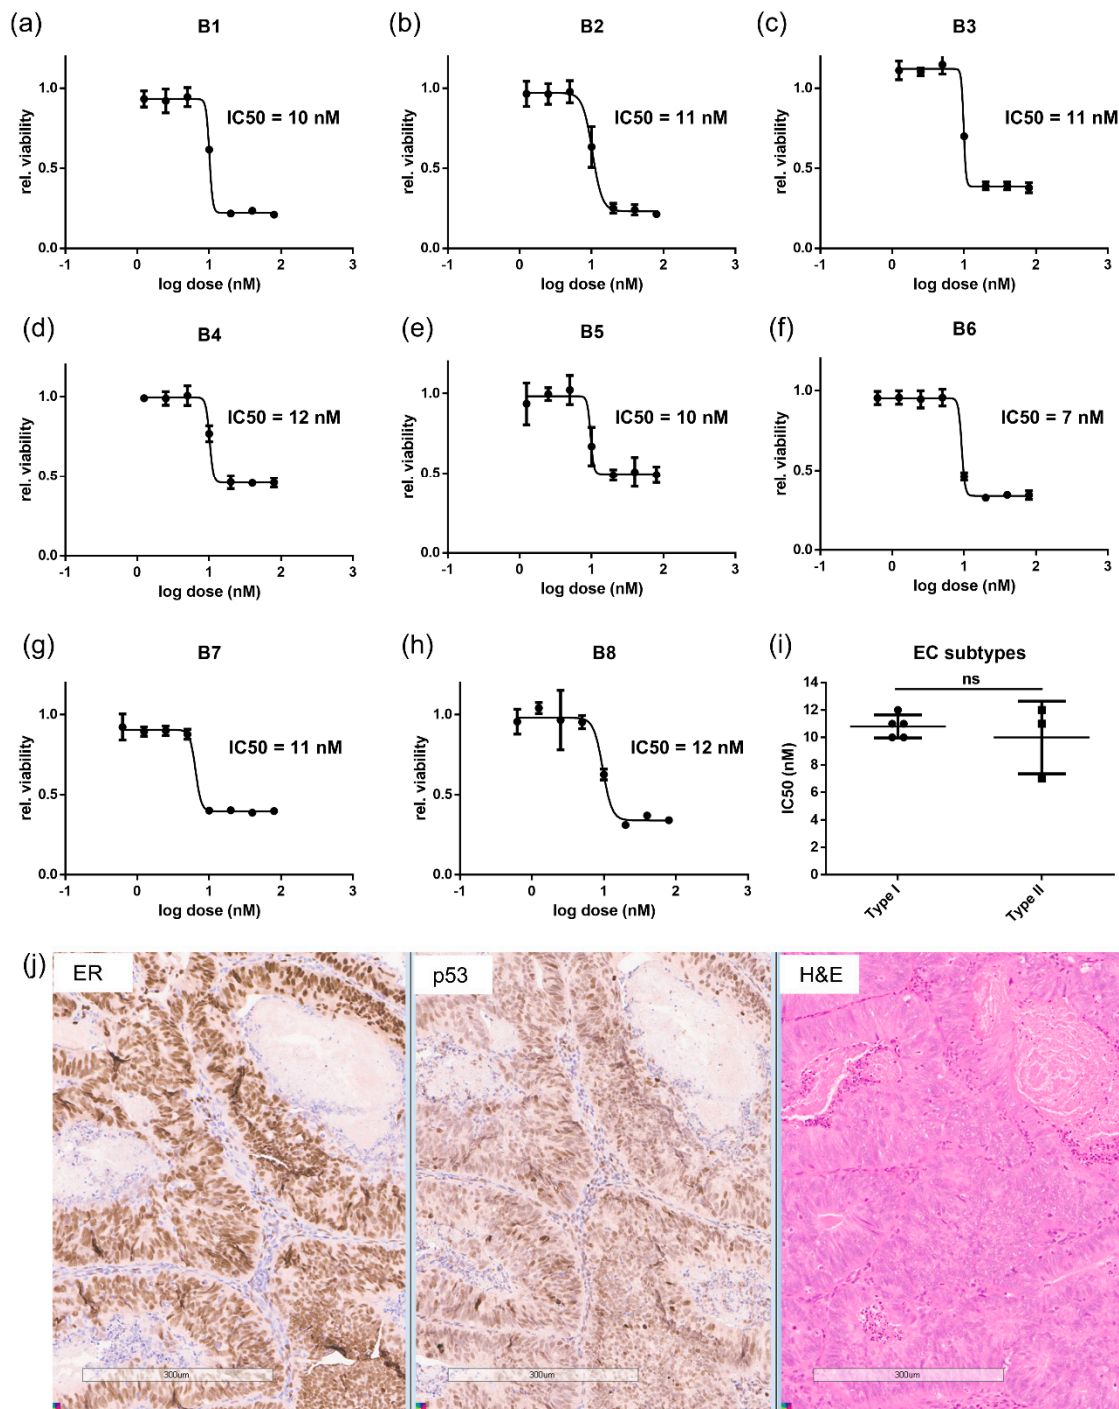 (a)
B1
rel. viability
1.0
0.5
0.0
IC50 = 10 nM
-1 0 1 2 3
log dose (nM)
(b)
B2
rel. viability
1.0
0.5
0.0
IC50 = 11 nM
-1 0 1 2 3
log dose (nM)
(c)
B3
rel. viability
1.0
0.5
0.0
IC50 = 11 nM
-1 0 1 2 3
log dose (nM)
(d)
B4
rel. viability
1.0
0.5
0.0
IC50 = 12 nM
-1 0 1 2 3
log dose (nM)
(e)
B5
rel. viability
1.0
0.5
0.0
IC50 = 10 nM
-1 0 1 2 3
log dose (nM)
(f)
B6
rel. viability
1.0
0.5
0.0
IC50 = 7 nM
-1 0 1 2 3
log dose (nM)
(g)
B7
rel. viability
1.0
0.5
0.0
IC50 = 11 nM
-1 0 1 2 3
log dose (nM)
(h)
B8
rel. viability
1.0
0.5
0.0
IC50 = 12 nM
-1 0 1 2 3
log dose (nM)
(i)
EC subtypes
ns
IC50 (nM)
14
12
10
8
6
4
2
0
Type I
Type II
(j)
ER
p53
H&E
300um
300um
300um